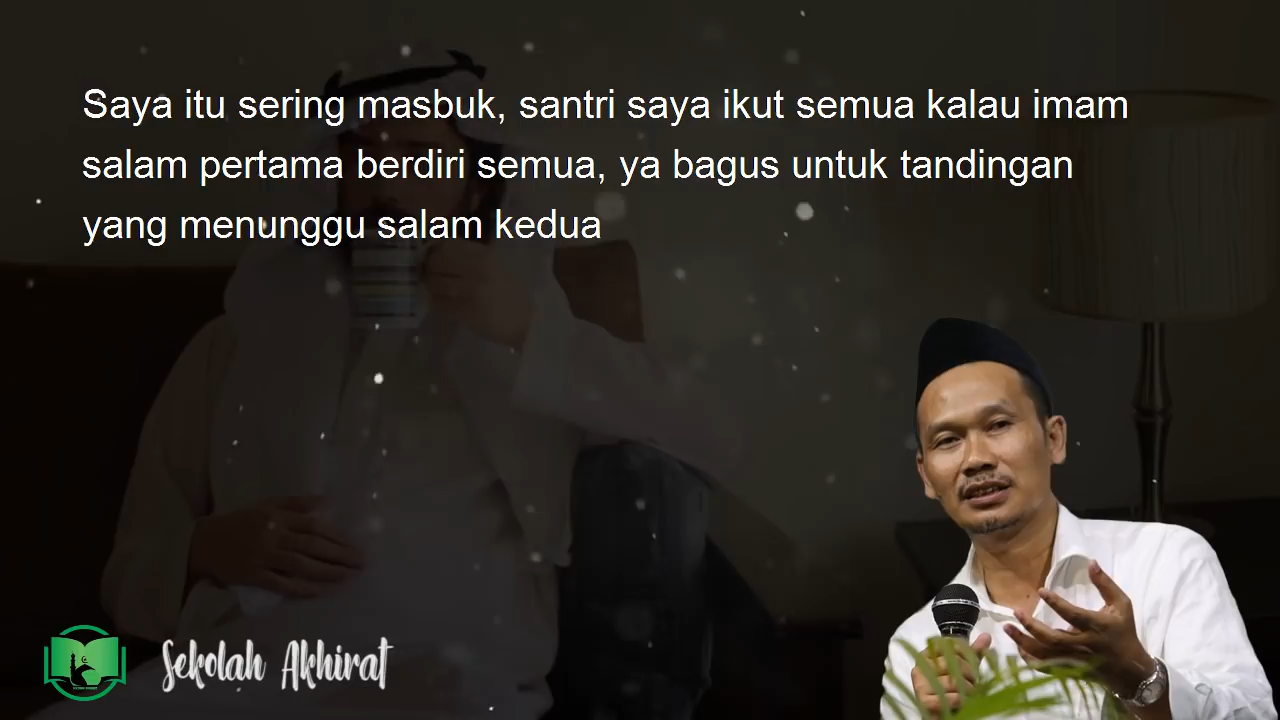 Saya itu sering masbuk, santri saya ikut semua kalau imam
salam pertama berdiri semua, ya bagus untuk tandingan
yang menunggu salam kedua
Sekolah Akhirat